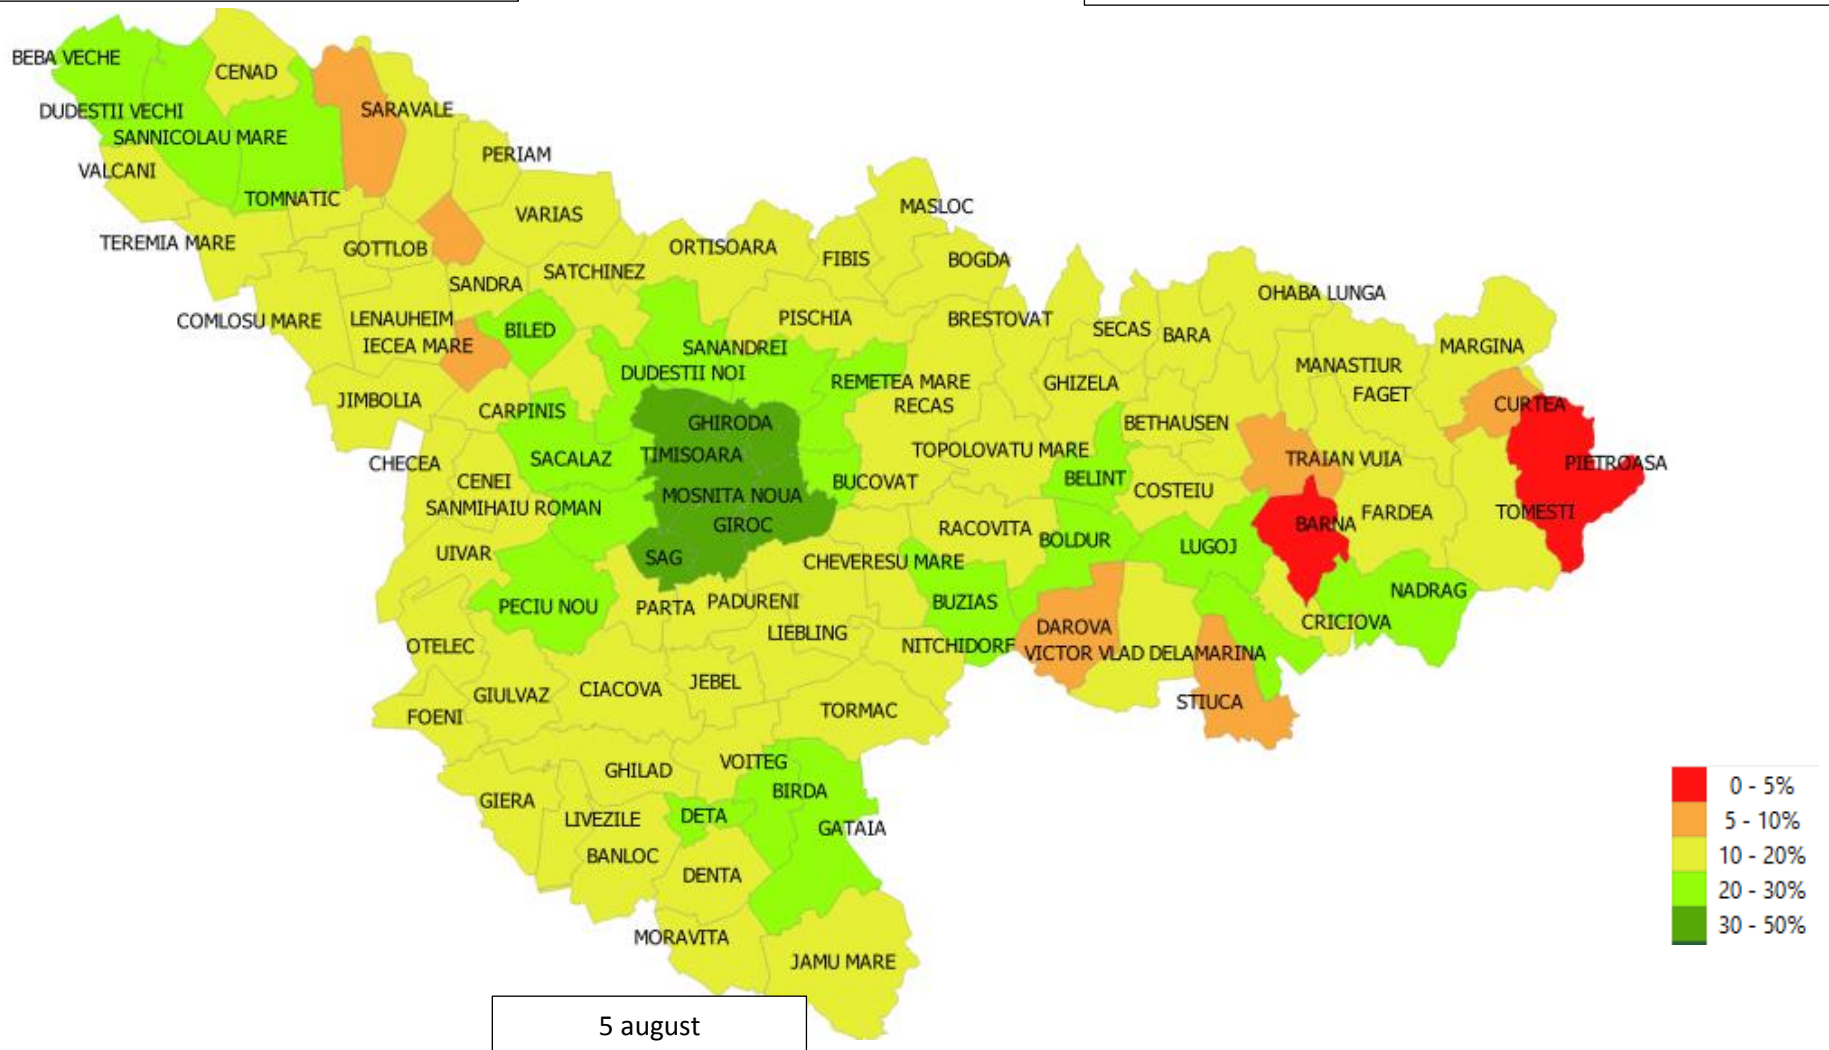 BEBA VECHE
CENAD
DUDESTII VECHI
SARAVALE
SANNICOLAU MARE
PERIAM
VALCANI
TOMNATIC
MASLOC
VARIAS
TEREMIA MARE
GOTTLOB
ORTISOARA
FIBIS
BOGDA
SANDRA
SATCHINEZ
OHABA LUNGA
COMLOSU MARE
LENAUHEIM
BILED
PISCHIA
BRESTOVAT
SECAS
BARA
IECEA MARE
SANANDREI
MARGINA
DUDESTII NOI
REMETEA MARE
GHIZELA
MANASTIUR
FAGET
JIMBOLIA
CARPINIS
RECAS
CURTEA
GHIRODA
BETHAUSEN
CHECEA
SACALAZ
TIMISOARA
TOPOLOVATU MARE
TRAIAN VUIA
PIETROASA
CENEI
BUCOVAT
BELINT
COSTEIU
SANMIHAIU ROMAN
MOSNITA NOUA
GIROC
RACOVITA
BARNA
FARDEA
TOMESTI
UIVAR
SAG
CHEVERESU MARE
BOLDUR
LUGOJ
PECIU NOU
PARTA
PADURENI
BUZIAS
NADRAG
OTELEC
LIEBLING
NITCHIDORF
DAROVA
CRICIOVA
VICTOR VLAD DELAMARINA
GIULVAZ
CIACOVA
JEBEL
STIUCA
FOENI
TORMAC
GHILAD
VOITEG
GIERA
BIRDA
LIVEZILE
DETA
GATAIA
BANLOC
DENTA
MORAVITA
JAMU MARE
0 - 5%
5 - 10%
10 - 20%
20 - 30%
30 - 50%
5 august